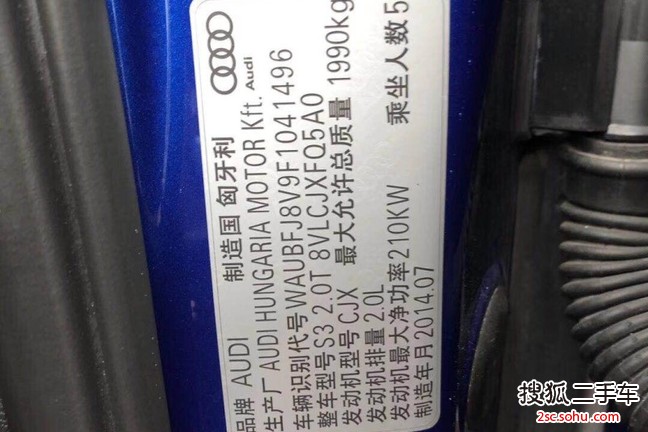 品牌 AUDI 制造国 匈牙利
生产厂 AUDI HUNGARIA MOTOR Kft. Audi
车辆识别代号 WAUBFJ8V9F1041496
整车型号 S3 2.0T 8VLCJXFQ5A0
发动机型号 CJX 最大允许总质量 1990kg
发动机排量 2.0L
发动机最大净功率 210KW 乘坐人数 5
制造年月 2014.07
搜狐二手车
2sc.sohu.com